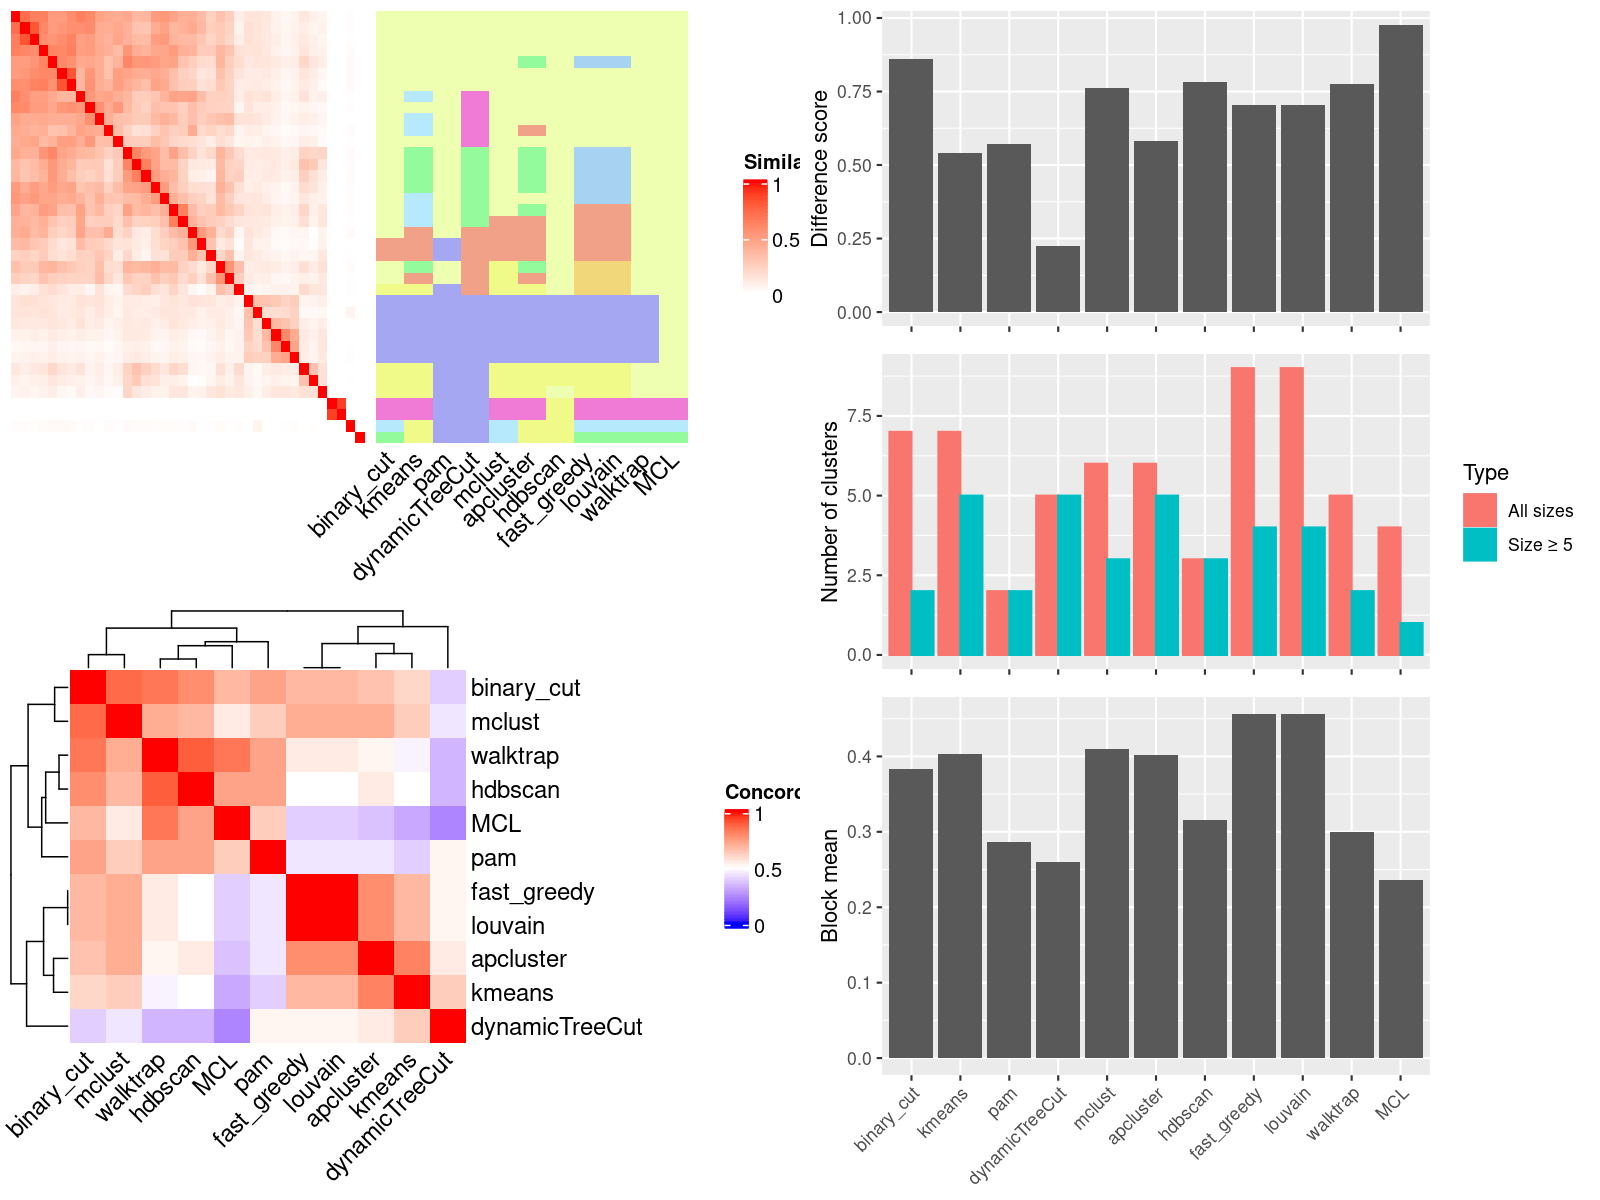 Simila
1
0.5
0
binary_cut
kmeans
pam
dynamicTreeCut
mclust
apcluster
hdbscan
fast_greedy
louvain
walktrap
MCL
binary_cut
mclust
walktrap
hdbscan
MCL
pam
fast_greedy
louvain
apcluster
kmeans
dynamicTreeCut
Concord
1
0.5
0
binary_cut
mclust
walktrap
hdbscan
MCL
pam
fast_greedy
louvain
apcluster
kmeans
dynamicTreeCut
Difference score
1.00
0.75
0.50
0.25
0.00
Number of clusters
7.5
5.0
2.5
0.0
Type
All sizes
Size ≥ 5
Block mean
0.4
0.3
0.2
0.1
0.0
binary_cut
kmeans
pam
dynamicTreeCut
mclust
apcluster
hdbscan
fast_greedy
louvain
walktrap
MCL